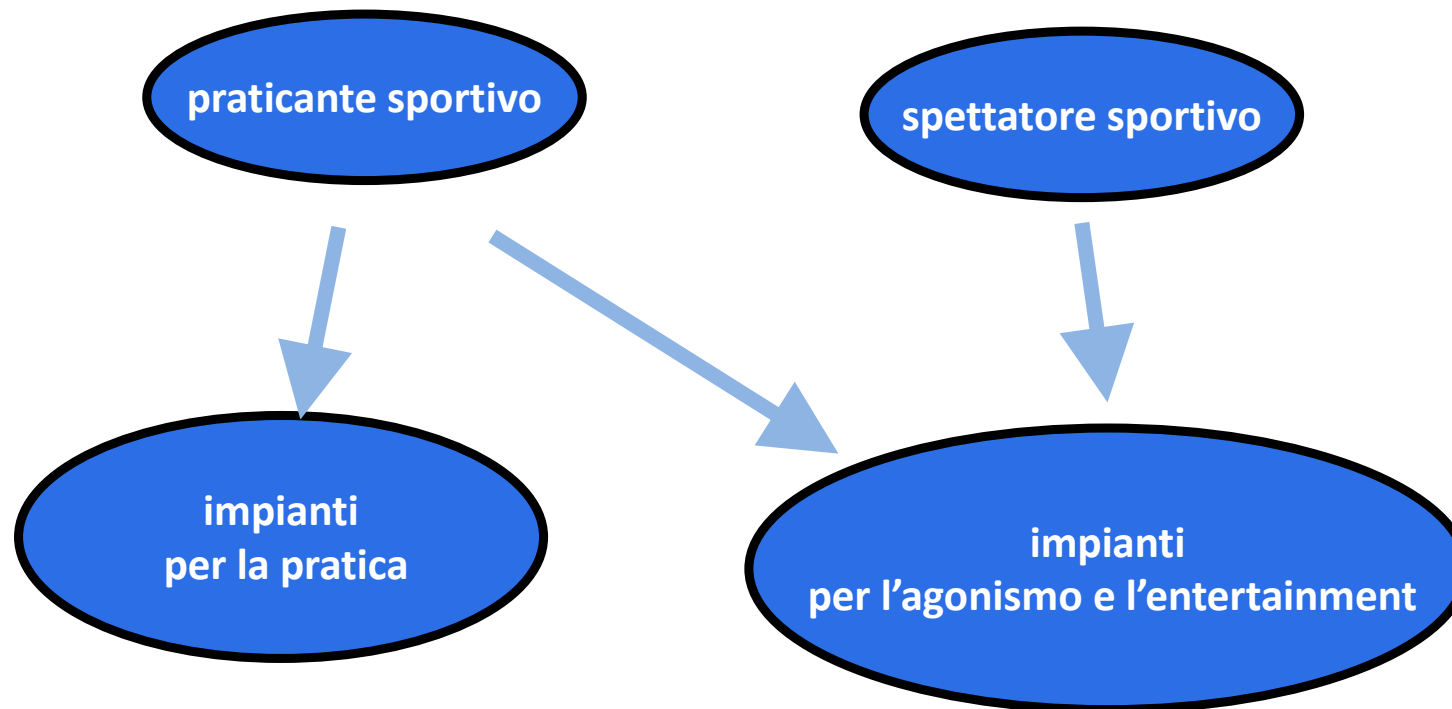 praticante sportivo
spettatore sportivo
impianti
per la pratica
impianti
per l’agonismo e l’entertainment